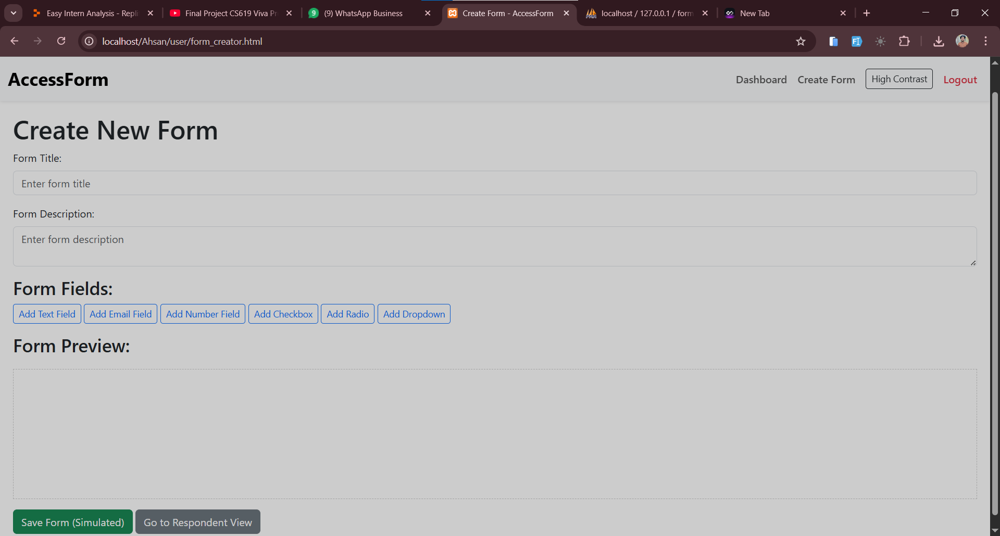 Easy Intern Analysis - Repli
Final Project CS619 Viva Pr
9
(9) WhatsApp Business
Create Form - AccessForm
localhost / 127.0.0.1 / form
New Tab
localhost/Ahsan/user/form_creator.html
AccessForm
Dashboard
Create Form
High Contrast
Logout
Create New Form
Form Title:
Enter form title
Form Description:
Enter form description
Form Fields:
Add Text Field
Add Email Field
Add Number Field
Add Checkbox
Add Radio
Add Dropdown
Form Preview:
Save Form (Simulated)
Go to Respondent View